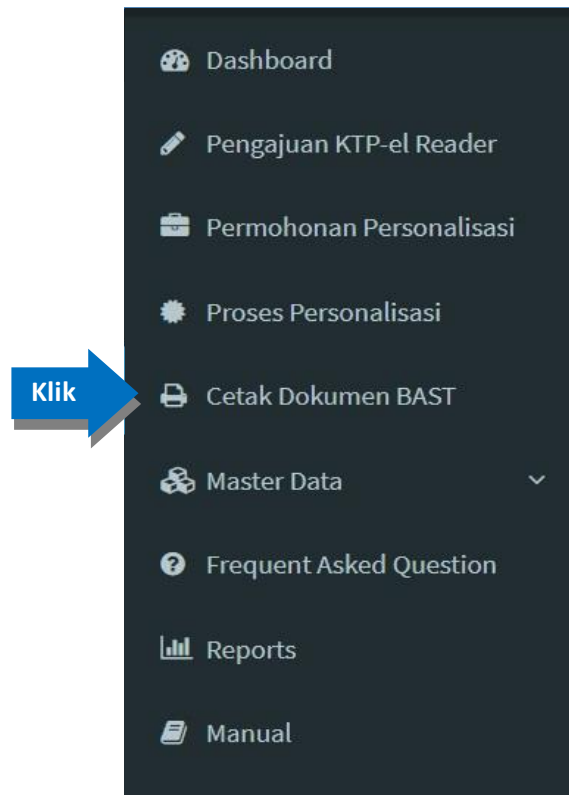 Dashboard
Pengajuan KTP-el Reader
Permohonan Personalisasi
Proses Personalisasi
Klik
Cetak Dokumen BAST
Master Data
Frequent Asked Question
Reports
Manual